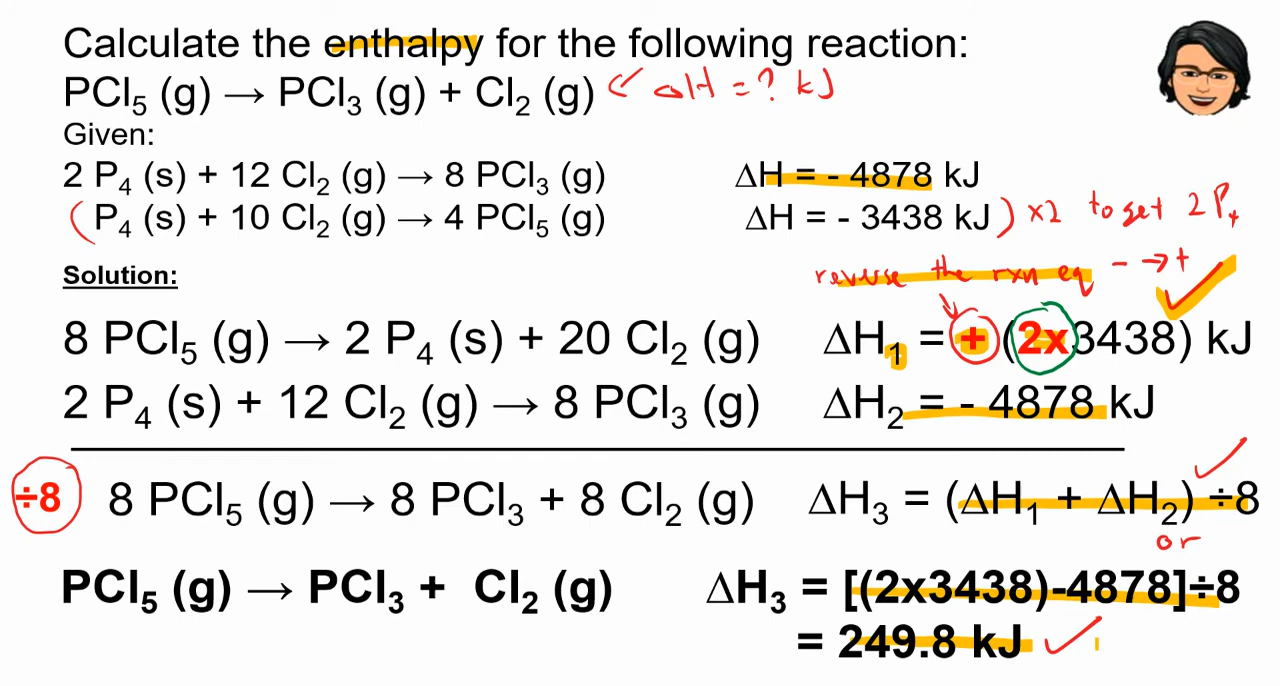 Calculate the enthalpy for the following reaction:
PCl₅ (g) → PCl₃ (g) + Cl₂ (g) ← ΔH = ? kJ
Given:
2 P₄ (s) + 12 Cl₂ (g) → 8 PCl₃ (g) ΔH = - 4878 kJ
( P₄ (s) + 10 Cl₂ (g) → 4 PCl₅ (g) ΔH = - 3438 kJ ) ×2 to get 2 P₄
Solution:
reverse the rxn eq - → +
8 PCl₅ (g) → 2 P₄ (s) + 20 Cl₂ (g) ΔH₁ = + (2x3438) kJ
2 P₄ (s) + 12 Cl₂ (g) → 8 PCl₃ (g) ΔH₂ = - 4878 kJ
÷8 8 PCl₅ (g) → 8 PCl₃ + 8 Cl₂ (g) ΔH₃ = (ΔH₁ + ΔH₂) ÷8
or
PCl₅ (g) → PCl₃ + Cl₂ (g) ΔH₃ = [(2x3438)-4878]÷8
= 249.8 kJ